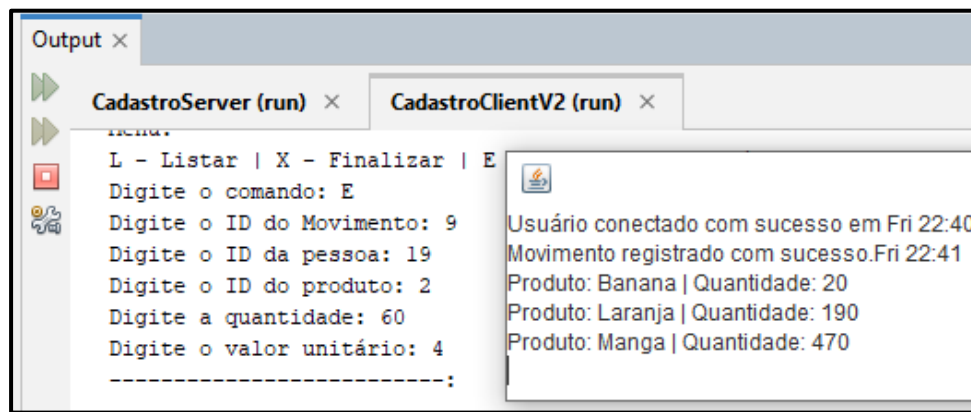 Output ×
CadastroServer (run) × CadastroClientV2 (run) ×
Menu:
L - Listar | X - Finalizar | E
Digite o comando: E
Digite o ID do Movimento: 9
Digite o ID da pessoa: 19
Digite o ID do produto: 2
Digite a quantidade: 60
Digite o valor unitário: 4
--------------------------:
Usuário conectado com sucesso em Fri 22:40
Movimento registrado com sucesso.Fri 22:41
Produto: Banana | Quantidade: 20
Produto: Laranja | Quantidade: 190
Produto: Manga | Quantidade: 470